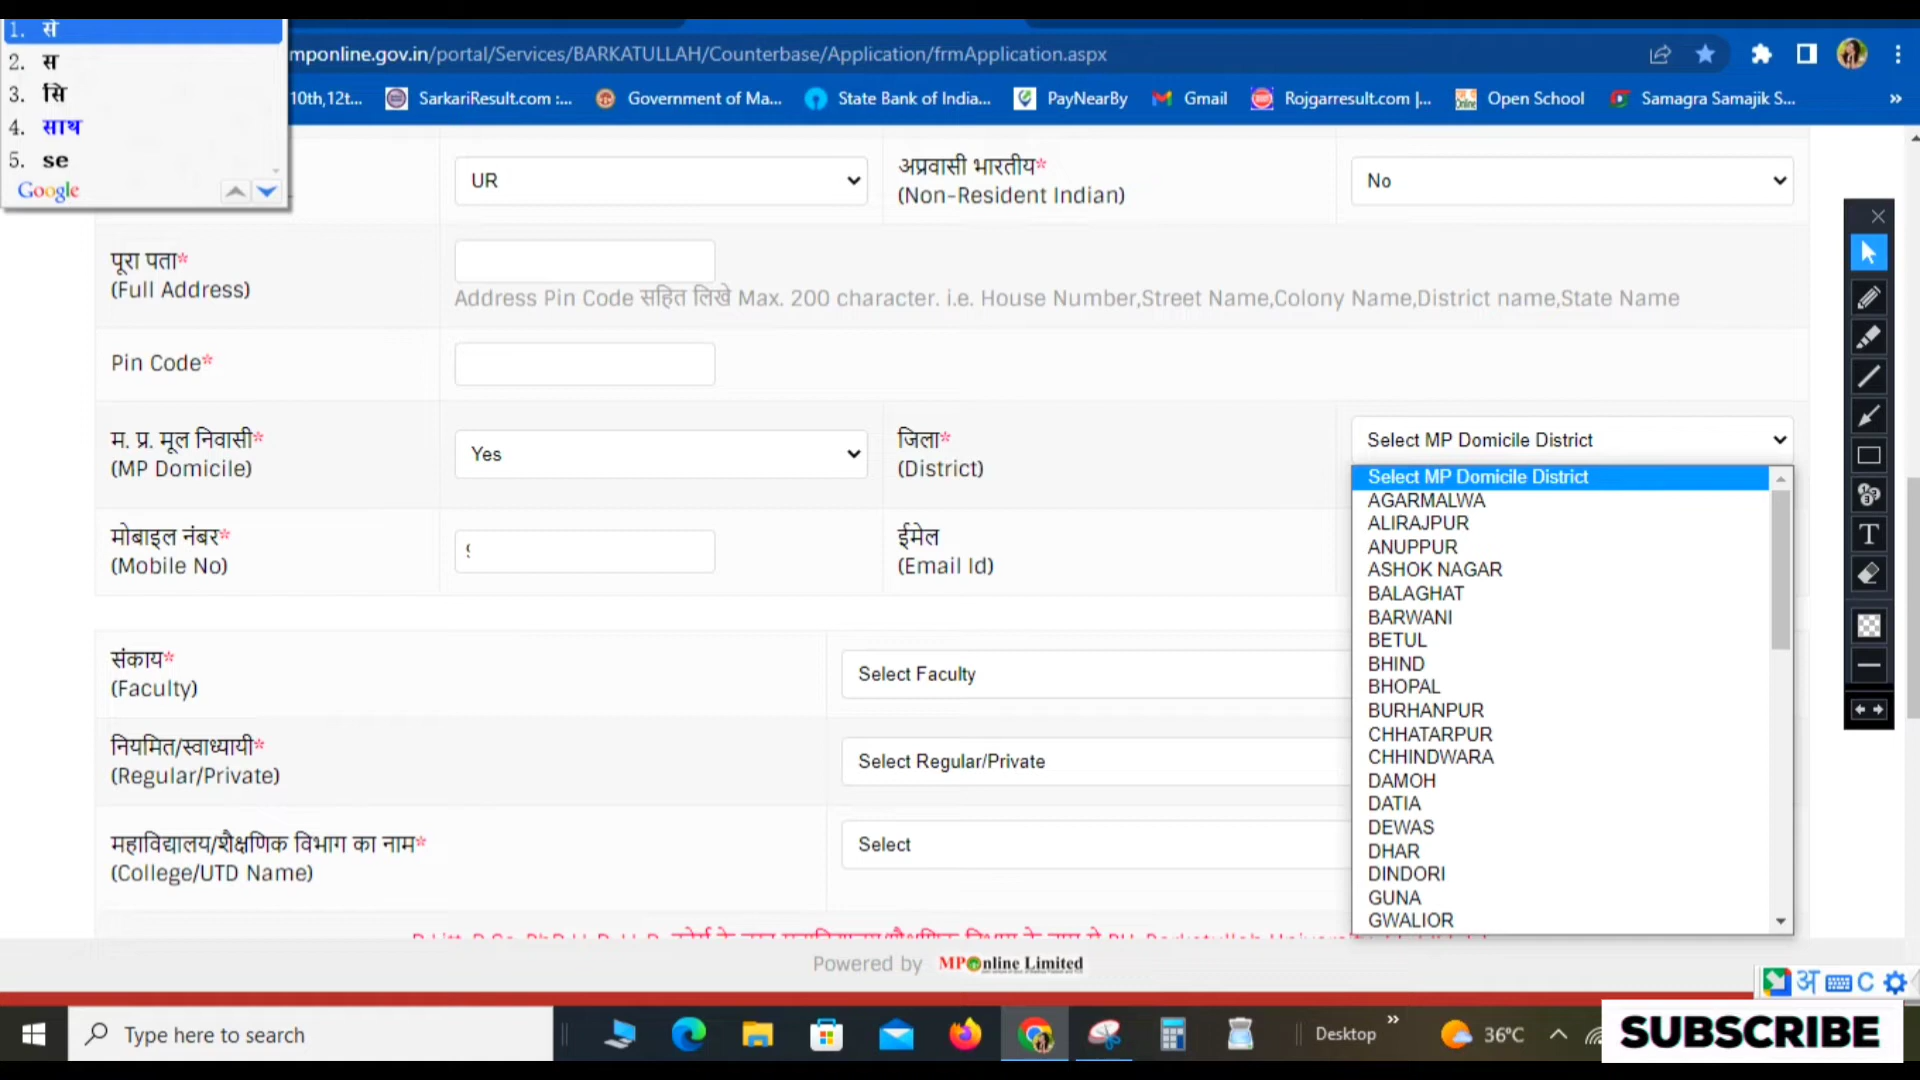 1. से
2. स
3. सि
4. साथ
5. se
Google
mponline.gov.in/portal/Services/BARKATULLAH/Counterbase/Application/frmApplication.aspx
10th,12t...
SarkariResult.com :...
Government of Ma...
State Bank of India...
PayNearBy
Gmail
Rojgarresult.com |...
Open School
Samagra Samajik S...
»
UR
अप्रवासी भारतीय*
(Non-Resident Indian)
No
पूरा पता*
(Full Address)
Address Pin Code सहित लिखे Max. 200 character. i.e. House Number,Street Name,Colony Name,District name,State Name
Pin Code*
म. प्र. मूल निवासी*
(MP Domicile)
Yes
जिला*
(District)
Select MP Domicile District
Select MP Domicile District
AGARMALWA
ALIRAJPUR
ANUPPUR
ASHOK NAGAR
BALAGHAT
BARWANI
BETUL
BHIND
BHOPAL
BURHANPUR
CHHATARPUR
CHHINDWARA
DAMOH
DATIA
DEWAS
DHAR
DINDORI
GUNA
GWALIOR
मोबाइल नंबर*
(Mobile No)
ईमेल
(Email Id)
संकाय*
(Faculty)
Select Faculty
नियमित/स्वाध्यायी*
(Regular/Private)
Select Regular/Private
महाविद्यालय/शैक्षणिक विभाग का नाम*
(College/UTD Name)
Select
Powered by MPOnline Limited
अ
Type here to search
Desktop
»
36°C
SUBSCRIBE